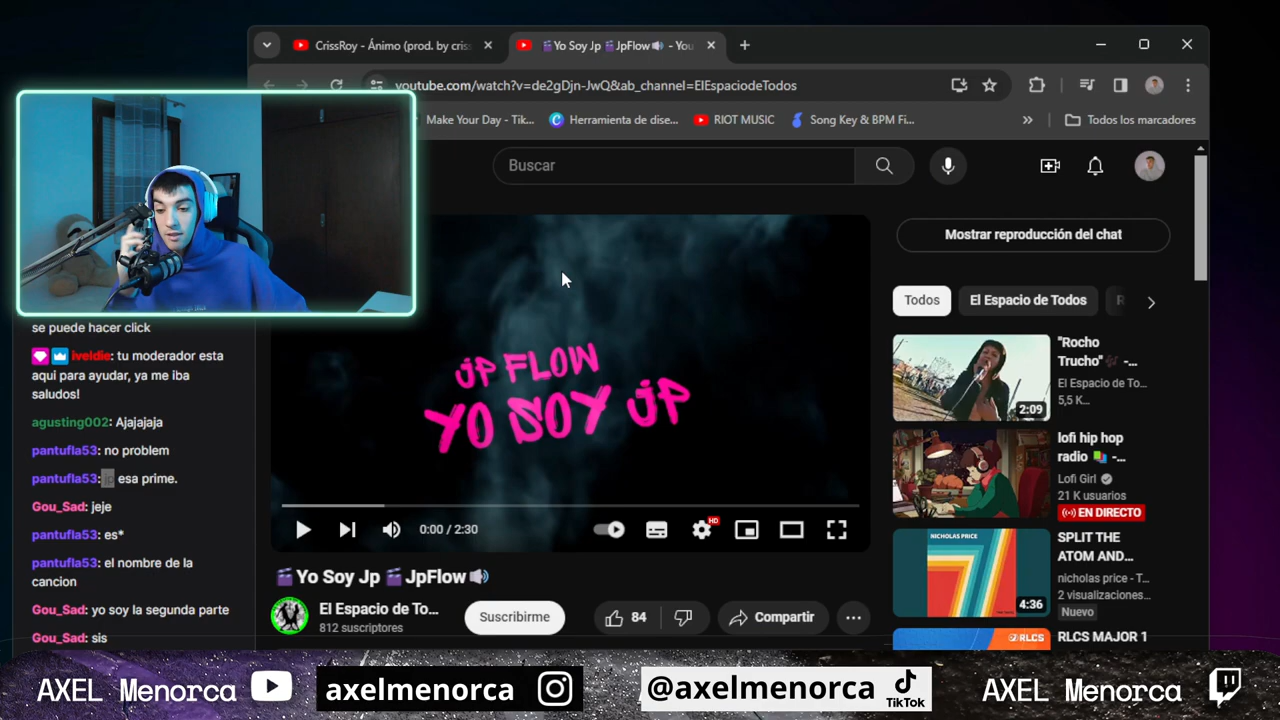 CrissRoy - Ánimo (prod. by criss
Yo Soy Jp JpFlow - You
youtube.com/watch?v=de2gDjn-JwQ&ab_channel=ElEspaciodeTodos
Make Your Day - Tik...
Herramienta de dise...
RIOT MUSIC
Song Key & BPM Fi...
»
Todos los marcadores
Buscar
Mostrar reproducción del chat
Todos
El Espacio de Todos
JP FLOW
YO SOY JP
0:00 / 2:30
HD
Yo Soy Jp JpFlow
El Espacio de To...
812 suscriptores
Suscribirme
84
Compartir
"Rocho
Trucho" -...
El Espacio de To...
5,5 K...
2:09
lofi hip hop
radio -...
Lofi Girl
21 K usuarios
EN DIRECTO
NICHOLAS PRICE
SPLIT THE
ATOM AND...
nicholas price - T...
2 visualizaciones...
Nuevo
4:36
RLCS
RLCS MAJOR 1
se puede hacer click
iveldie: tu moderador esta
aqui para ayudar, ya me iba
saludos!
agusting002: Ajajajaja
pantufla53: no problem
pantufla53: esa prime.
Gou_Sad: jeje
pantufla53: es*
pantufla53: el nombre de la
cancion
Gou_Sad: yo soy la segunda parte
Gou_Sad: sis
AXEL Menorca
axelmenorca
@axelmenorca
TikTok
AXEL Menorca